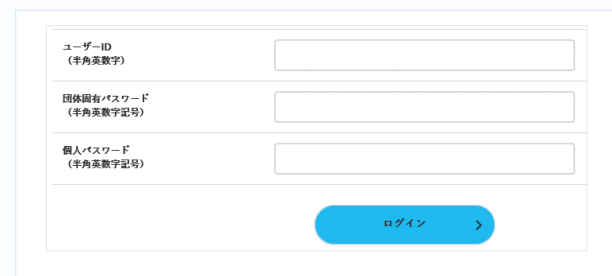 ユーザーID
（半角英数字）
団体固有パスワード
（半角英数字記号）
個人パスワード
（半角英数字記号）
ログイン